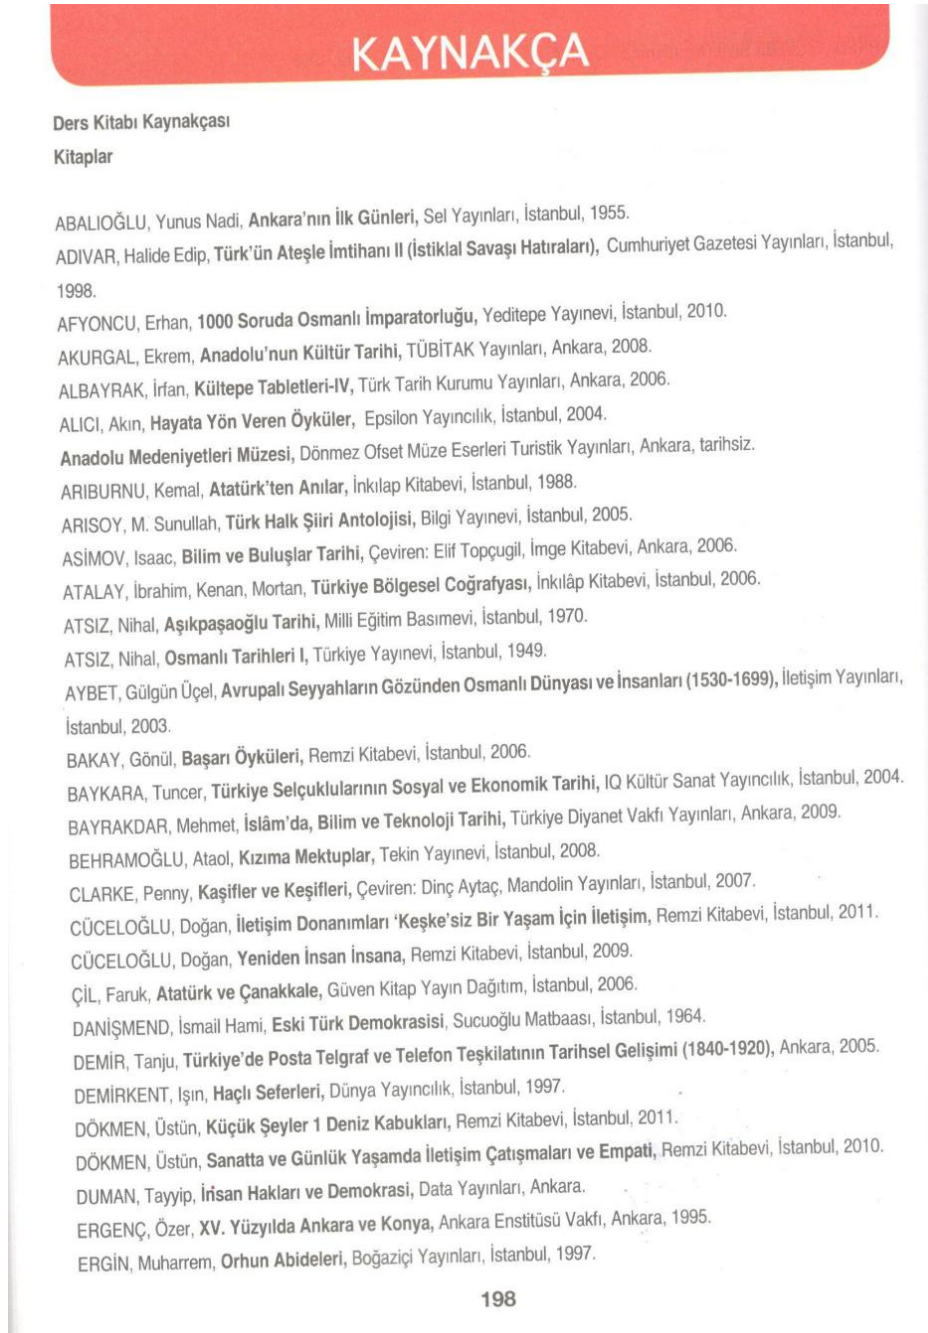 KAYNAKÇA
Ders Kitabı Kaynakçası
Kitaplar
ABALIOĞLU, Yunus Nadi, Ankara'nın İlk Günleri, Sel Yayınları, İstanbul, 1955.
ADIVAR, Halide Edip, Türk'ün Ateşle İmtihanı II (İstiklal Savaşı Hatıraları), Cumhuriyet Gazetesi Yayınları, İstanbul,
1998.
AFYONCU, Erhan, 1000 Soruda Osmanlı İmparatorluğu, Yeditepe Yayınevi, İstanbul, 2010.
AKURGAL, Ekrem, Anadolu'nun Kültür Tarihi, TÜBİTAK Yayınları, Ankara, 2008.
ALBAYRAK, İrfan, Kültepe Tabletleri-IV, Türk Tarih Kurumu Yayınları, Ankara, 2006.
ALICI, Akın, Hayata Yön Veren Öyküler, Epsilon Yayıncılık, İstanbul, 2004.
Anadolu Medeniyetleri Müzesi, Dönmez Ofset Müze Eserleri Turistik Yayınları, Ankara, tarihsiz.
ARIBURNU, Kemal, Atatürk'ten Anılar, İnkılap Kitabevi, İstanbul, 1988.
ARISOY, M. Sunullah, Türk Halk Şiiri Antolojisi, Bilgi Yayınevi, İstanbul, 2005.
ASİMOV, Isaac, Bilim ve Buluşlar Tarihi, Çeviren: Elif Topçugil, İmge Kitabevi, Ankara, 2006.
ATALAY, İbrahim, Kenan, Mortan, Türkiye Bölgesel Coğrafyası, İnkılâp Kitabevi, İstanbul, 2006.
ATSIZ, Nihal, Aşıkpaşaoğlu Tarihi, Milli Eğitim Basımevi, İstanbul, 1970.
ATSIZ, Nihal, Osmanlı Tarihleri I, Türkiye Yayınevi, İstanbul, 1949.
AYBET, Gülgün Üçel, Avrupalı Seyyahların Gözünden Osmanlı Dünyası ve İnsanları (1530-1699), İletişim Yayınları,
İstanbul, 2003.
BAKAY, Gönül, Başarı Öyküleri, Remzi Kitabevi, İstanbul, 2006.
BAYKARA, Tuncer, Türkiye Selçuklularının Sosyal ve Ekonomik Tarihi, IQ Kültür Sanat Yayıncılık, İstanbul, 2004.
BAYRAKDAR, Mehmet, İslâm'da, Bilim ve Teknoloji Tarihi, Türkiye Diyanet Vakfı Yayınları, Ankara, 2009.
BEHRAMOĞLU, Ataol, Kızıma Mektuplar, Tekin Yayınevi, İstanbul, 2008.
CLARKE, Penny, Kaşifler ve Keşifleri, Çeviren: Dinç Aytaç, Mandolin Yayınları, İstanbul, 2007.
CÜCELOĞLU, Doğan, İletişim Donanımları 'Keşke'siz Bir Yaşam İçin İletişim, Remzi Kitabevi, İstanbul, 2011.
CÜCELOĞLU, Doğan, Yeniden İnsan İnsana, Remzi Kitabevi, İstanbul, 2009.
ÇİL, Faruk, Atatürk ve Çanakkale, Güven Kitap Yayın Dağıtım, İstanbul, 2006.
DANİŞMEND, İsmail Hami, Eski Türk Demokrasisi, Sucuoğlu Matbaası, İstanbul, 1964.
DEMİR, Tanju, Türkiye'de Posta Telgraf ve Telefon Teşkilatının Tarihsel Gelişimi (1840-1920), Ankara, 2005.
DEMİRKENT, Işın, Haçlı Seferleri, Dünya Yayıncılık, İstanbul, 1997.
DÖKMEN, Üstün, Küçük Şeyler 1 Deniz Kabukları, Remzi Kitabevi, İstanbul, 2011.
DÖKMEN, Üstün, Sanatta ve Günlük Yaşamda İletişim Çatışmaları ve Empati, Remzi Kitabevi, İstanbul, 2010.
DUMAN, Tayyip, İnsan Hakları ve Demokrasi, Data Yayınları, Ankara.
ERGENÇ, Özer, XV. Yüzyılda Ankara ve Konya, Ankara Enstitüsü Vakfı, Ankara, 1995.
ERGİN, Muharrem, Orhun Abideleri, Boğaziçi Yayınları, İstanbul, 1997.
198